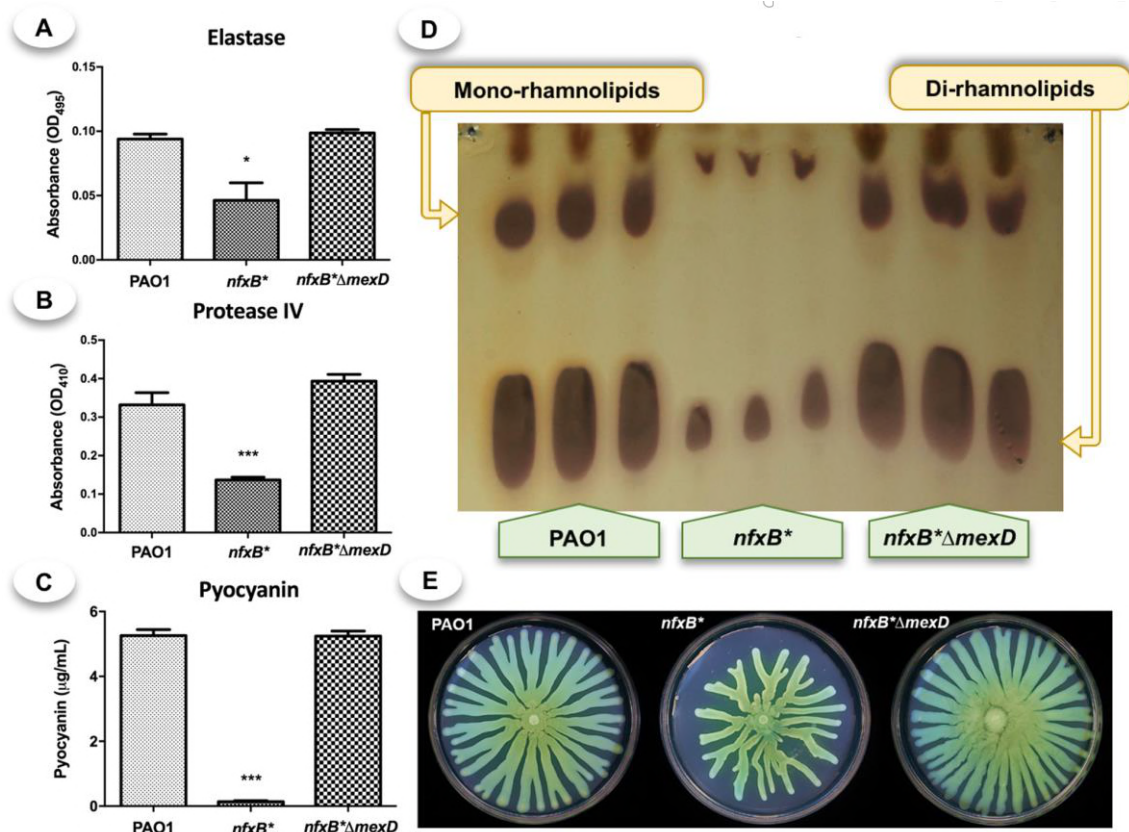 A
Elastase
Absorbance (OD495)
0.15
0.10
0.05
0.00
*
PAO1
nfxB*
nfxB*ΔmexD
B
Protease IV
Absorbance (OD410)
0.5
0.4
0.3
0.2
0.1
0.0
***
PAO1
nfxB*
nfxB*ΔmexD
C
Pyocyanin
Pyocyanin (µg/mL)
6
4
2
0
***
PAO1
nfxB*
nfxB*ΔmexD
D
Mono-rhamnolipids
Di-rhamnolipids
PAO1
nfxB*
nfxB*ΔmexD
E
PAO1
nfxB*
nfxB*ΔmexD